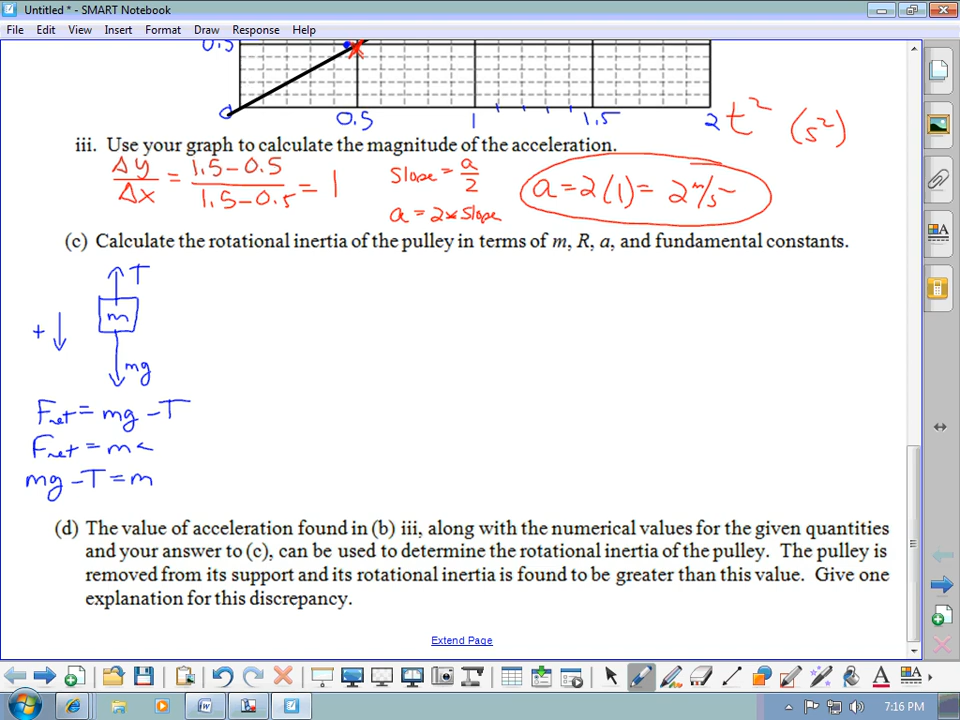 Untitled * - SMART Notebook
File Edit View Insert Format Draw Response Help
0.5
0 0.5 1 1.5 2 t² (s²)
iii. Use your graph to calculate the magnitude of the acceleration.
Δy/Δx = 1.5-0.5/1.5-0.5 = 1
Slope = a/2
a = 2* Slope
a = 2(1) = 2 m/s
(c) Calculate the rotational inertia of the pulley in terms of m, R, a, and fundamental constants.
T
m
+
mg
Fnet = mg - T
Fnet = m
mg - T = m
(d) The value of acceleration found in (b) iii, along with the numerical values for the given quantities
and your answer to (c), can be used to determine the rotational inertia of the pulley. The pulley is
removed from its support and its rotational inertia is found to be greater than this value. Give one
explanation for this discrepancy.
Extend Page
7:16 PM